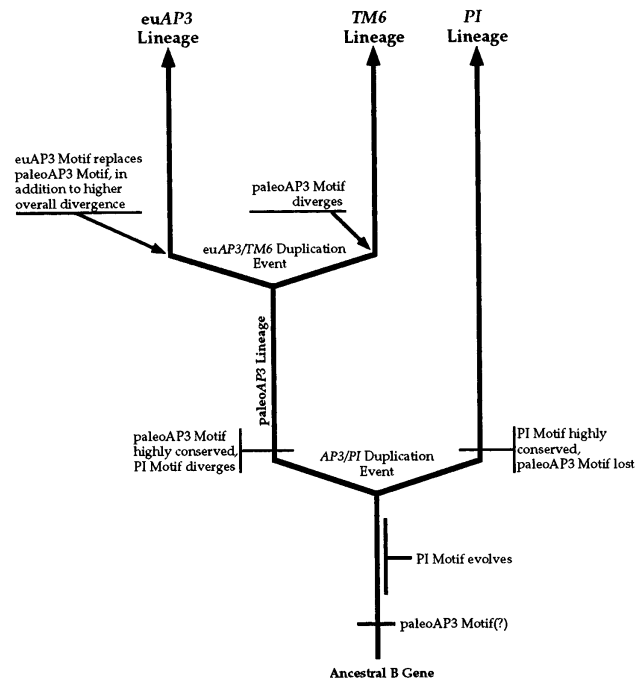 euAP3
Lineage
TM6
Lineage
PI
Lineage
euAP3 Motif replaces
paleoAP3 Motif, in
addition to higher
overall divergence
paleoAP3 Motif
diverges
euAP3/TM6 Duplication
Event
paleoAP3 Lineage
paleoAP3 Motif
highly conserved,
PI Motif diverges
AP3/PI Duplication
Event
PI Motif highly
conserved,
paleoAP3 Motif lost
PI Motif evolves
paleoAP3 Motif(?)
Ancestral B Gene